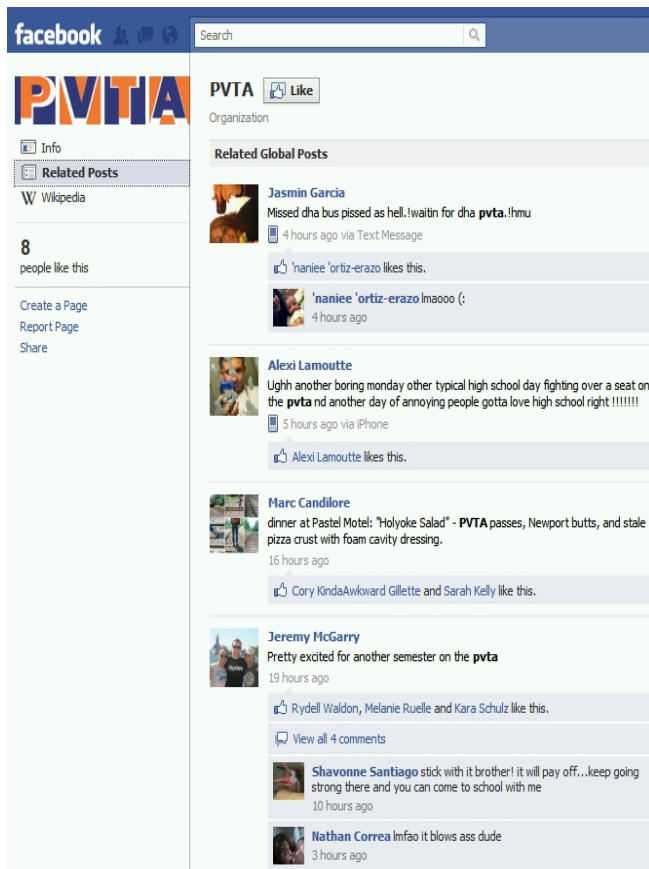 facebook
Search
PVTA
Info
Related Posts
W Wikipedia
8
people like this
Create a Page
Report Page
Share
PVTA Like
Organization
Related Global Posts
Jasmin Garcia
Missed dha bus pissed as hell.!waitin for dha pvta.!hmu
4 hours ago via Text Message
'naniee 'ortiz-erazo likes this.
'naniee 'ortiz-erazo lmaooo (:
4 hours ago
Alexi Lamoutte
Ughh another boring monday other typical high school day fighting over a seat on
the pvta nd another day of annoying people gotta love high school right !!!!!!!
5 hours ago via iPhone
Alexi Lamoutte likes this.
Marc Candilore
dinner at Pastel Motel: "Holyoke Salad" - PVTA passes, Newport butts, and stale
pizza crust with foam cavity dressing.
16 hours ago
Cory KindaAwkward Gillette and Sarah Kelly like this.
Jeremy McGarry
Pretty excited for another semester on the pvta
19 hours ago
Rydell Waldon, Melanie Ruelle and Kara Schulz like this.
View all 4 comments
Shavonne Santiago stick with it brother! it will pay off...keep going
strong there and you can come to school with me
10 hours ago
Nathan Correa lmfao it blows ass dude
3 hours ago